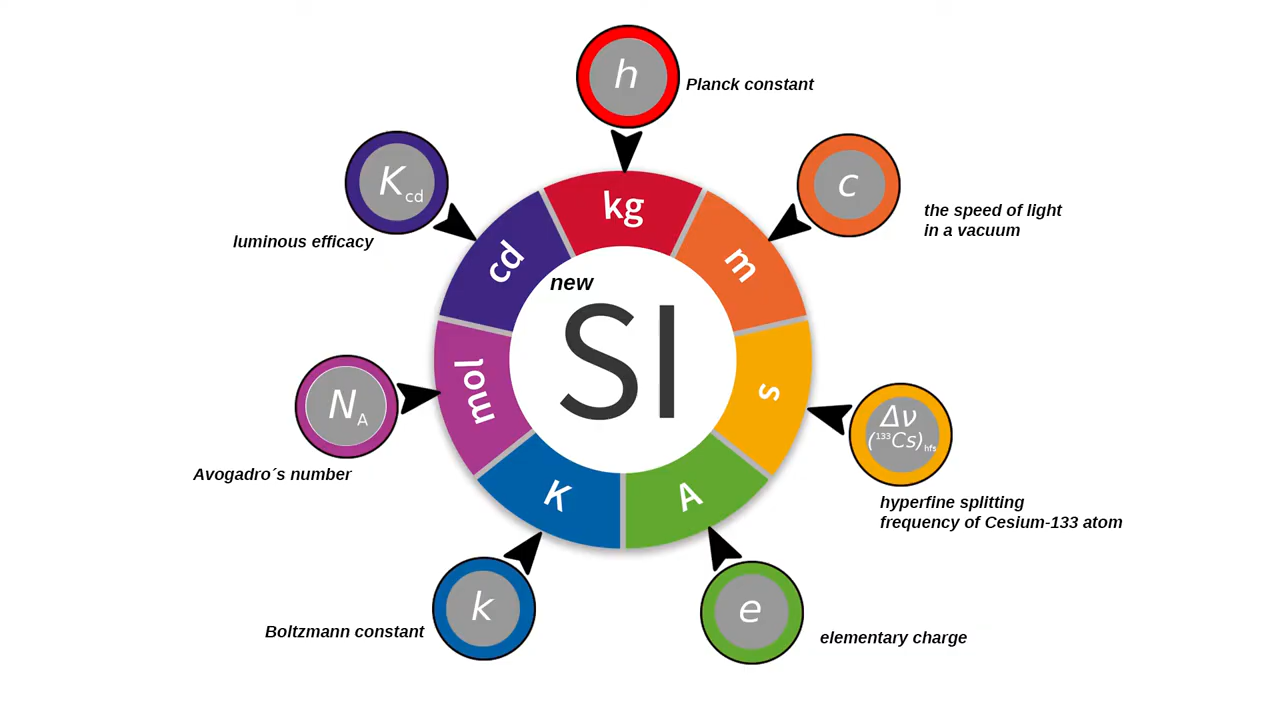 h
Planck constant
K cd
luminous efficacy
c
the speed of light
in a vacuum
kg
cd
m
new
SI
mol
s
N A
Avogadro´s number
Δν
(¹³³Cs)hfs
hyperfine splitting
frequency of Cesium-133 atom
K
A
k
Boltzmann constant
e
elementary charge